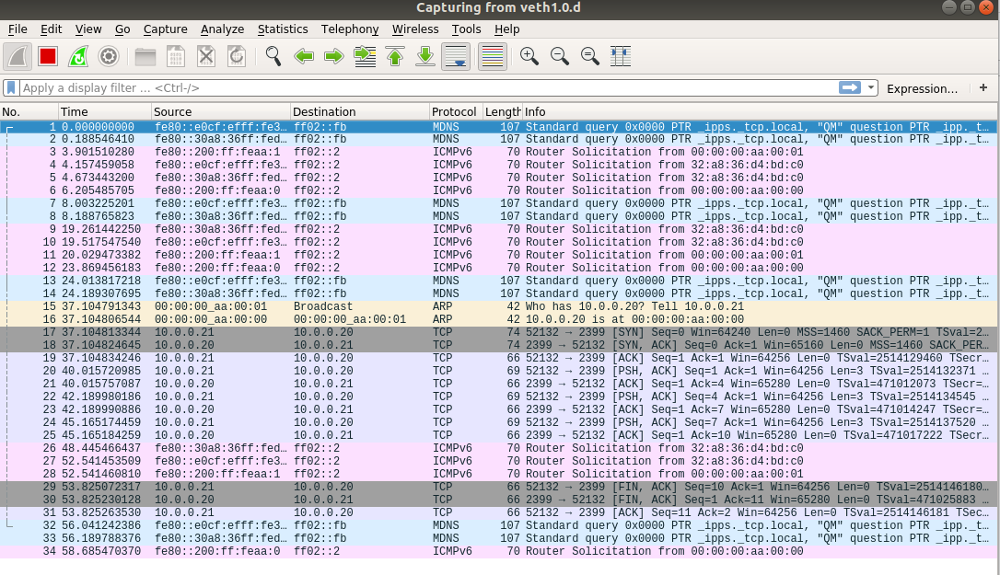 Capturing from veth1.0.d
File Edit View Go Capture Analyze Statistics Telephony Wireless Tools Help
Apply a display filter ... <Ctrl-/> Expression... +
No. Time Source Destination Protocol Length Info
1 0.000000000 fe80::e0cf:efff:fe3... ff02::fb MDNS 107 Standard query 0x0000 PTR _ipps._tcp.local, "QM" question PTR _ipp._t...
2 0.188546410 fe80::30a8:36ff:fed... ff02::fb MDNS 107 Standard query 0x0000 PTR _ipps._tcp.local, "QM" question PTR _ipp._t...
3 3.901510280 fe80::200:ff:feaa:1 ff02::2 ICMPv6 70 Router Solicitation from 00:00:00:aa:00:01
4 4.157459058 fe80::30a8:36ff:fed... ff02::2 ICMPv6 70 Router Solicitation from 32:a8:36:d4:bd:c0
5 4.673443200 fe80::30a8:36ff:fed... ff02::2 ICMPv6 70 Router Solicitation from 32:a8:36:d4:bd:c0
6 6.205485705 fe80::200:ff:feaa:0 ff02::2 ICMPv6 70 Router Solicitation from 00:00:00:aa:00:00
7 8.003225201 fe80::e0cf:efff:fe3... ff02::fb MDNS 107 Standard query 0x0000 PTR _ipps._tcp.local, "QM" question PTR _ipp._t...
8 8.188765823 fe80::30a8:36ff:fed... ff02::fb MDNS 107 Standard query 0x0000 PTR _ipps._tcp.local, "QM" question PTR _ipp._t...
9 19.261442250 fe80::30a8:36ff:fed... ff02::2 ICMPv6 70 Router Solicitation from 32:a8:36:d4:bd:c0
10 19.517547540 fe80::30a8:36ff:fed... ff02::2 ICMPv6 70 Router Solicitation from 32:a8:36:d4:bd:c0
11 20.029473382 fe80::200:ff:feaa:1 ff02::2 ICMPv6 70 Router Solicitation from 00:00:00:aa:00:01
12 23.869456183 fe80::200:ff:feaa:0 ff02::2 ICMPv6 70 Router Solicitation from 00:00:00:aa:00:00
13 24.013817218 fe80::e0cf:efff:fe3... ff02::fb MDNS 107 Standard query 0x0000 PTR _ipps._tcp.local, "QM" question PTR _ipp._t...
14 24.189307695 fe80::30a8:36ff:fed... ff02::fb MDNS 107 Standard query 0x0000 PTR _ipps._tcp.local, "QM" question PTR _ipp._t...
15 37.104791343 00:00:00_aa:00:01 Broadcast ARP 42 Who has 10.0.0.20? Tell 10.0.0.21
16 37.104806544 00:00:00_aa:00:00 00:00:00_aa:00:01 ARP 42 10.0.0.20 is at 00:00:00:aa:00:00
17 37.104813344 10.0.0.21 10.0.0.20 TCP 74 52132 → 2399 [SYN] Seq=0 Win=64240 Len=0 MSS=1460 SACK_PERM=1 TSval=2...
18 37.104824645 10.0.0.20 10.0.0.21 TCP 74 2399 → 52132 [SYN, ACK] Seq=0 Ack=1 Win=65160 Len=0 MSS=1460 SACK_PER...
19 37.104834246 10.0.0.21 10.0.0.20 TCP 66 52132 → 2399 [ACK] Seq=1 Ack=1 Win=64256 Len=0 TSval=2514129460 TSecr...
20 40.015720985 10.0.0.21 10.0.0.20 TCP 69 52132 → 2399 [PSH, ACK] Seq=1 Ack=1 Win=64256 Len=3 TSval=2514132371 ...
21 40.015757087 10.0.0.20 10.0.0.21 TCP 66 2399 → 52132 [ACK] Seq=1 Ack=4 Win=65280 Len=0 TSval=471012073 TSecr=...
22 42.189980186 10.0.0.21 10.0.0.20 TCP 69 52132 → 2399 [PSH, ACK] Seq=4 Ack=1 Win=64256 Len=3 TSval=2514134545 ...
23 42.189990886 10.0.0.20 10.0.0.21 TCP 66 2399 → 52132 [ACK] Seq=1 Ack=7 Win=65280 Len=0 TSval=471014247 TSecr=...
24 45.165174459 10.0.0.21 10.0.0.20 TCP 69 52132 → 2399 [PSH, ACK] Seq=7 Ack=1 Win=64256 Len=3 TSval=2514137520 ...
25 45.165184259 10.0.0.20 10.0.0.21 TCP 66 2399 → 52132 [ACK] Seq=1 Ack=10 Win=65280 Len=0 TSval=471017222 TSecr...
26 48.445466437 fe80::30a8:36ff:fed... ff02::2 ICMPv6 70 Router Solicitation from 32:a8:36:d4:bd:c0
27 52.541453509 fe80::e0cf:efff:fe3... ff02::2 ICMPv6 70 Router Solicitation from 32:a8:36:d4:bd:c0
28 52.541460810 fe80::200:ff:feaa:1 ff02::2 ICMPv6 70 Router Solicitation from 00:00:00:aa:00:01
29 53.825072317 10.0.0.21 10.0.0.20 TCP 66 52132 → 2399 [FIN, ACK] Seq=10 Ack=1 Win=64256 Len=0 TSval=2514146180...
30 53.825230128 10.0.0.20 10.0.0.21 TCP 66 2399 → 52132 [FIN, ACK] Seq=1 Ack=11 Win=65280 Len=0 TSval=471025883 ...
31 53.825263530 10.0.0.21 10.0.0.20 TCP 66 52132 → 2399 [ACK] Seq=11 Ack=2 Win=64256 Len=0 TSval=2514146181 TSec...
32 56.041242386 fe80::e0cf:efff:fe3... ff02::fb MDNS 107 Standard query 0x0000 PTR _ipps._tcp.local, "QM" question PTR _ipp._t...
33 56.189788376 fe80::30a8:36ff:fed... ff02::fb MDNS 107 Standard query 0x0000 PTR _ipps._tcp.local, "QM" question PTR _ipp._t...
34 58.685470370 fe80::200:ff:feaa:0 ff02::2 ICMPv6 70 Router Solicitation from 00:00:00:aa:00:00